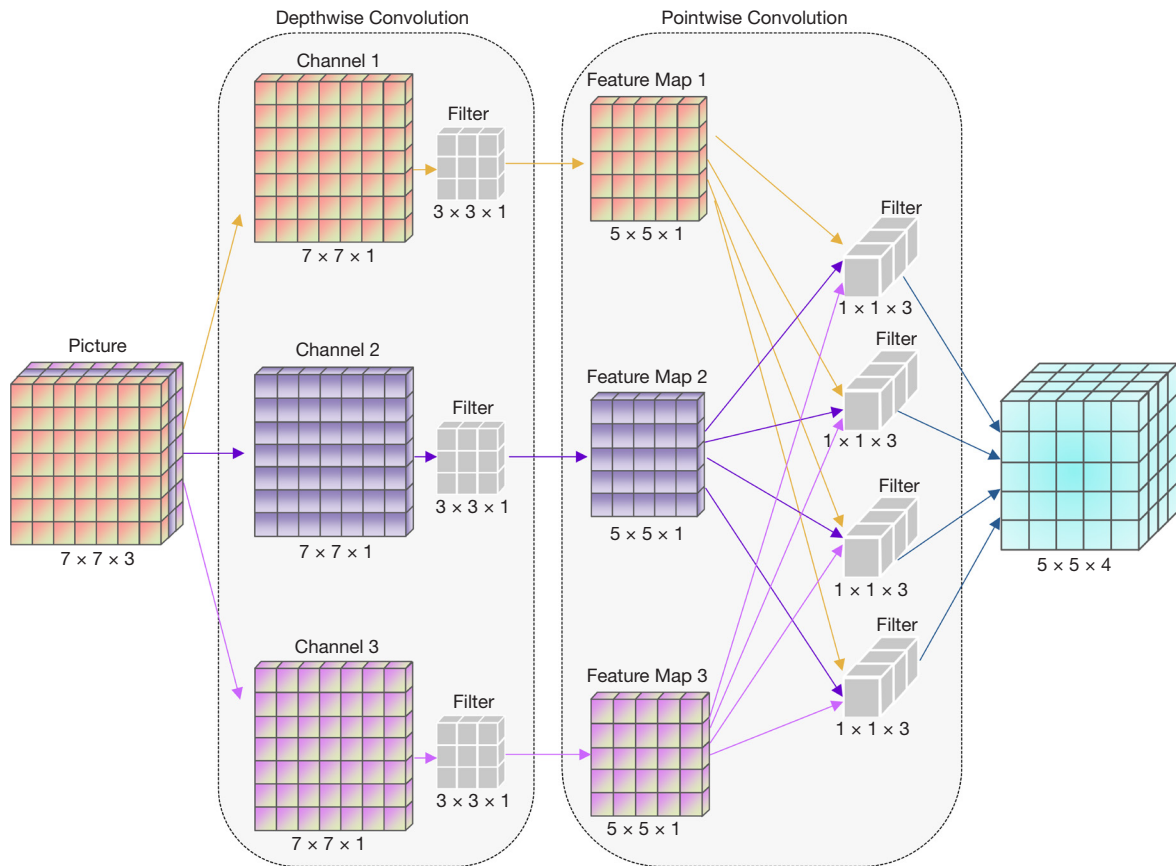 Depthwise Convolution
Pointwise Convolution
Channel 1
Filter
3 × 3 × 1
7 × 7 × 1
Feature Map 1
5 × 5 × 1
Filter
1 × 1 × 3
Picture
7 × 7 × 3
Channel 2
Filter
3 × 3 × 1
7 × 7 × 1
Feature Map 2
5 × 5 × 1
Filter
1 × 1 × 3
Filter
1 × 1 × 3
5 × 5 × 4
Channel 3
Filter
3 × 3 × 1
7 × 7 × 1
Feature Map 3
5 × 5 × 1
Filter
1 × 1 × 3